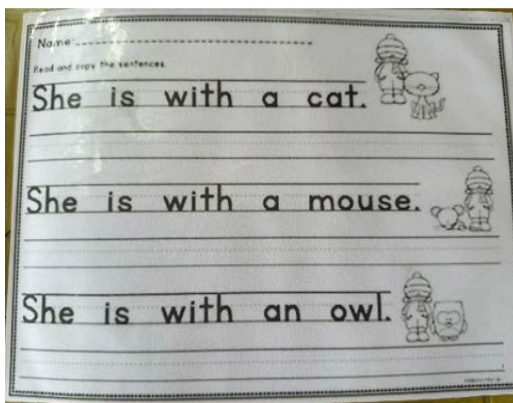 Name:
Read and copy the sentences.
She is with a cat.
She is with a mouse.
She is with an owl.